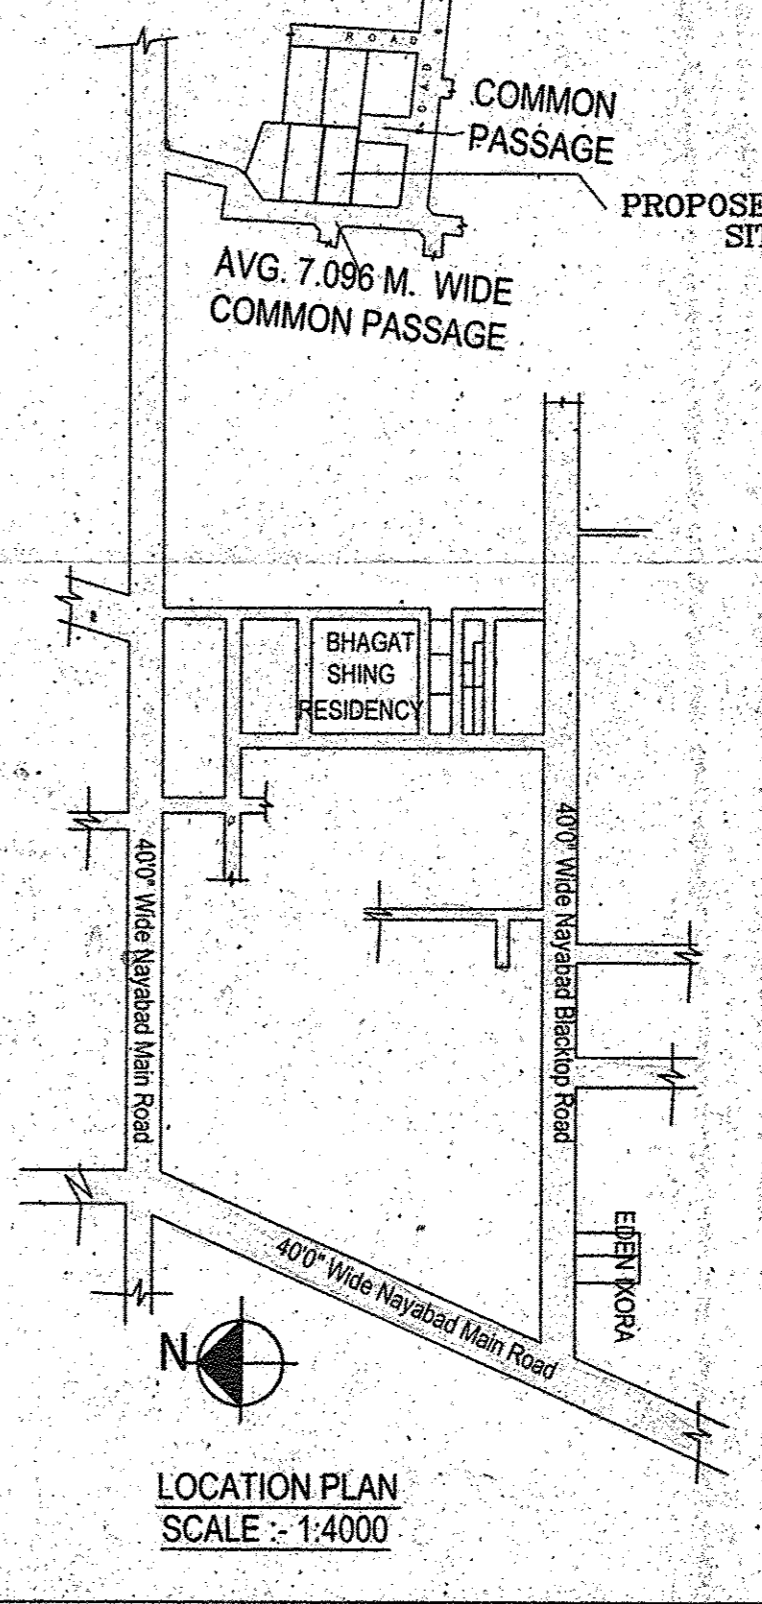 ROAD
ROAD
COMMON
PASSAGE
PROPOSE
SIT
AVG. 7.096 M. WIDE
COMMON PASSAGE
BHAGAT
SHING
RESIDENCY
40'0" Wide Nayabad Main Road
40'0" Wide Nayabad Blacktop Road
EDEN IXORA
40'0" Wide Nayabad Main Road
N
LOCATION PLAN
SCALE :- 1:4000